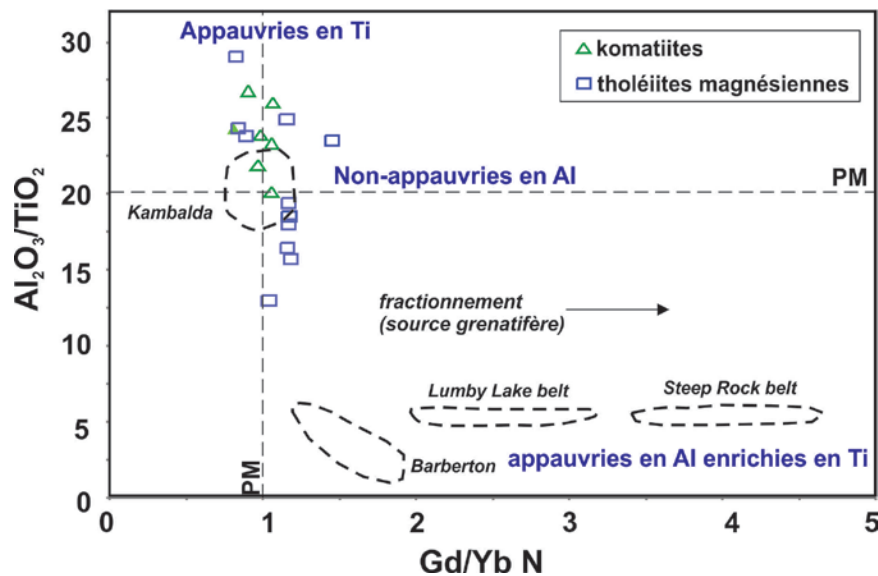 Appauvries en Ti
komatiites
tholéiites magnésiennes
Non-appauvries en Al
PM
Kambalda
fractionnement
(source grenatifère)
Lumby Lake belt
Steep Rock belt
Barberton
appauvries en Al enrichies en Ti
PM
Al2O3/TiO2
30
25
20
15
10
5
0
0
1
2
3
4
5
Gd/Yb N